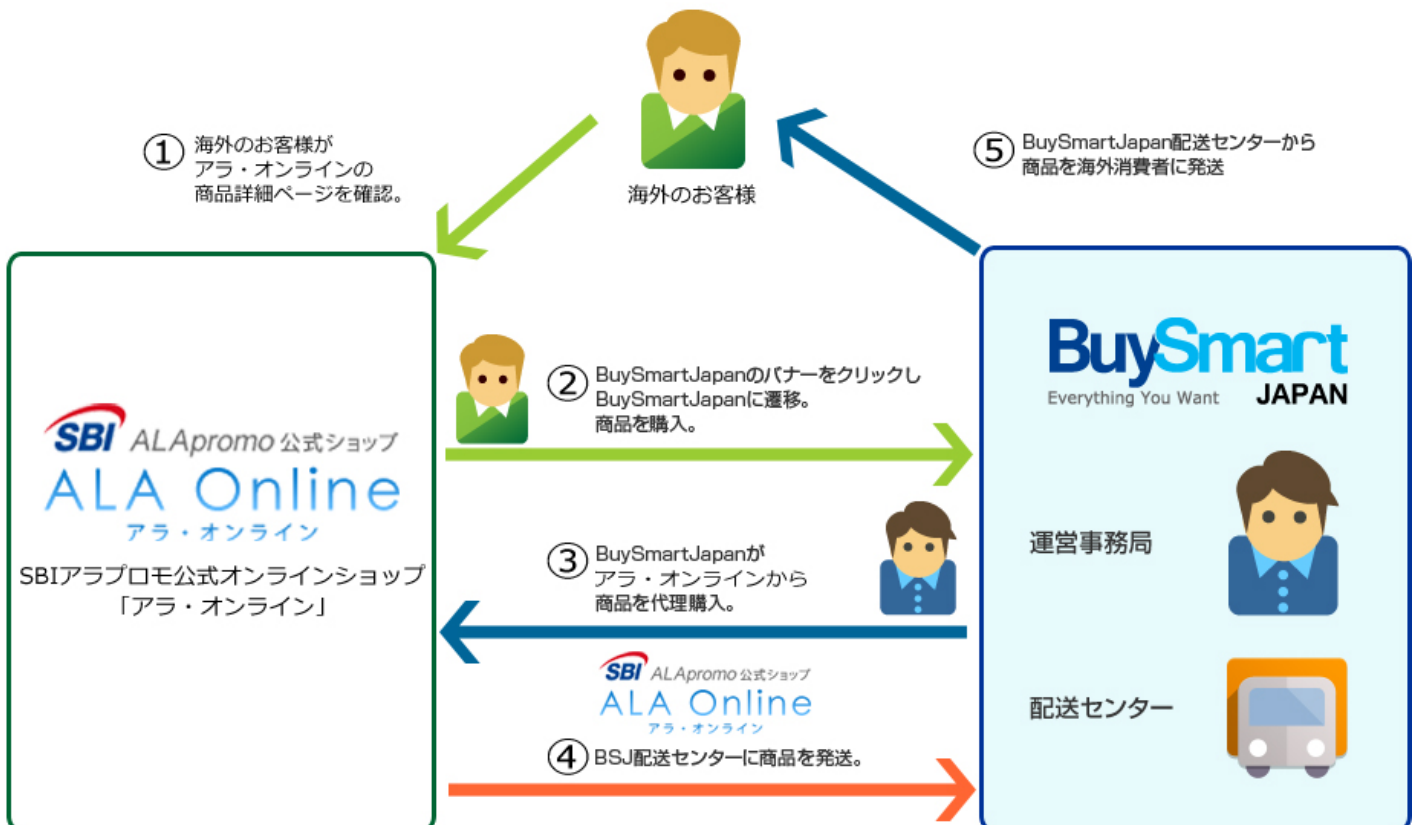 ① 海外のお客様が
アラ・オンラインの
商品詳細ページを確認。
海外のお客様
⑤ BuySmartJapan配送センターから
商品を海外消費者に発送
SBI ALApromo 公式ショップ
ALA Online
アラ・オンライン
SBIアラプロモ公式オンラインショップ
「アラ・オンライン」
② BuySmartJapanのバナーをクリックし
BuySmartJapanに遷移。
商品を購入。
③ BuySmartJapanが
アラ・オンラインから
商品を代理購入。
SBI ALApromo 公式ショップ
ALA Online
アラ・オンライン
④ BSJ配送センターに商品を発送。
BuySmart
Everything You Want JAPAN
運営事務局
配送センター